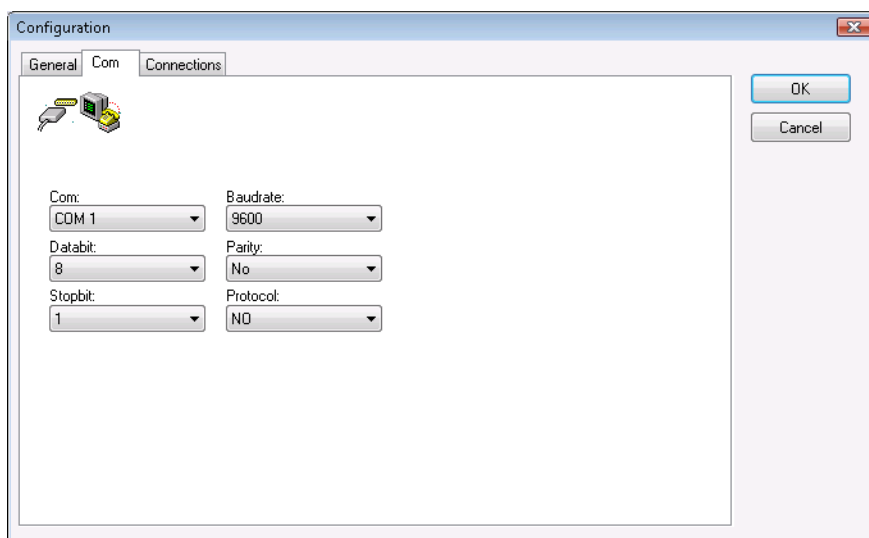 Configuration
General Com Connections
OK
Cancel
Com: Baudrate:
COM 1 9600
Databit: Parity:
8 No
Stopbit: Protocol:
1 NO